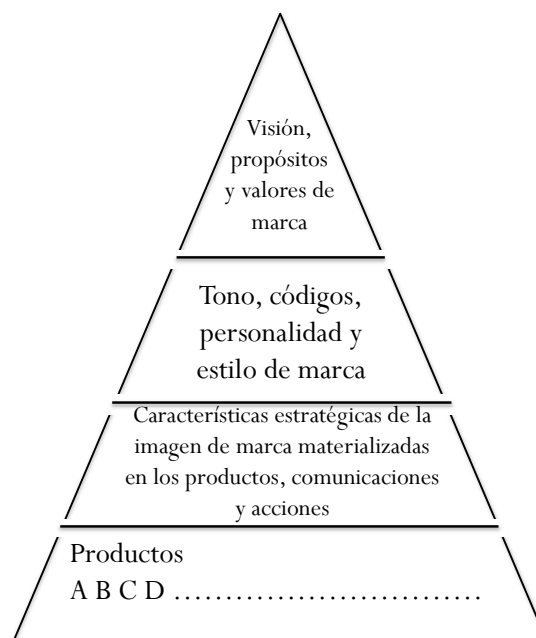 Visión,
propósitos
y valores de
marca
Tono, códigos,
personalidad y
estilo de marca
Características estratégicas de la
imagen de marca materializadas
en los productos, comunicaciones
y acciones
Productos
A B C D ..............................